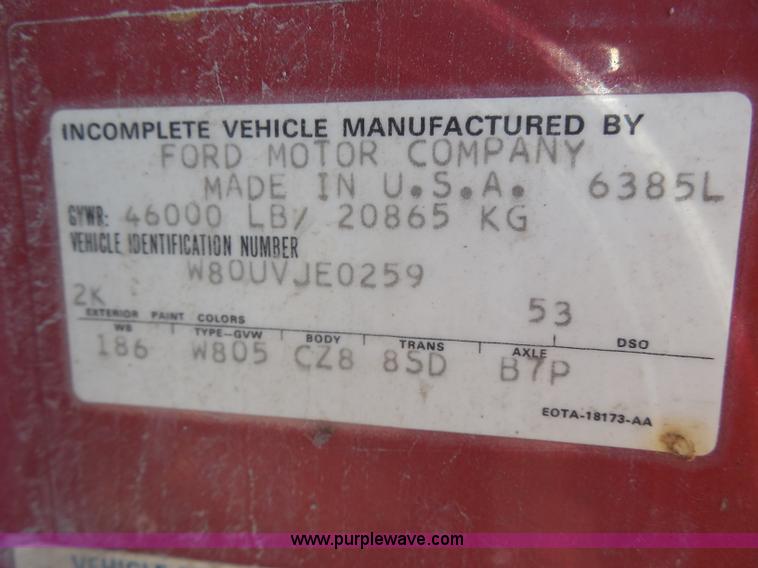 INCOMPLETE VEHICLE MANUFACTURED BY
FORD MOTOR COMPANY
MADE IN U.S.A. 6385L
GVWR: 46000 LB/ 20865 KG
VEHICLE IDENTIFICATION NUMBER
W80UVJE0259
2K 53
EXTERIOR PAINT COLORS DSO
WB TYPE-GVW BODY TRANS AXLE
186 W805 CZ8 8SD B7P
EOTA-18173-AA
www.purplewave.com
VEHICLE